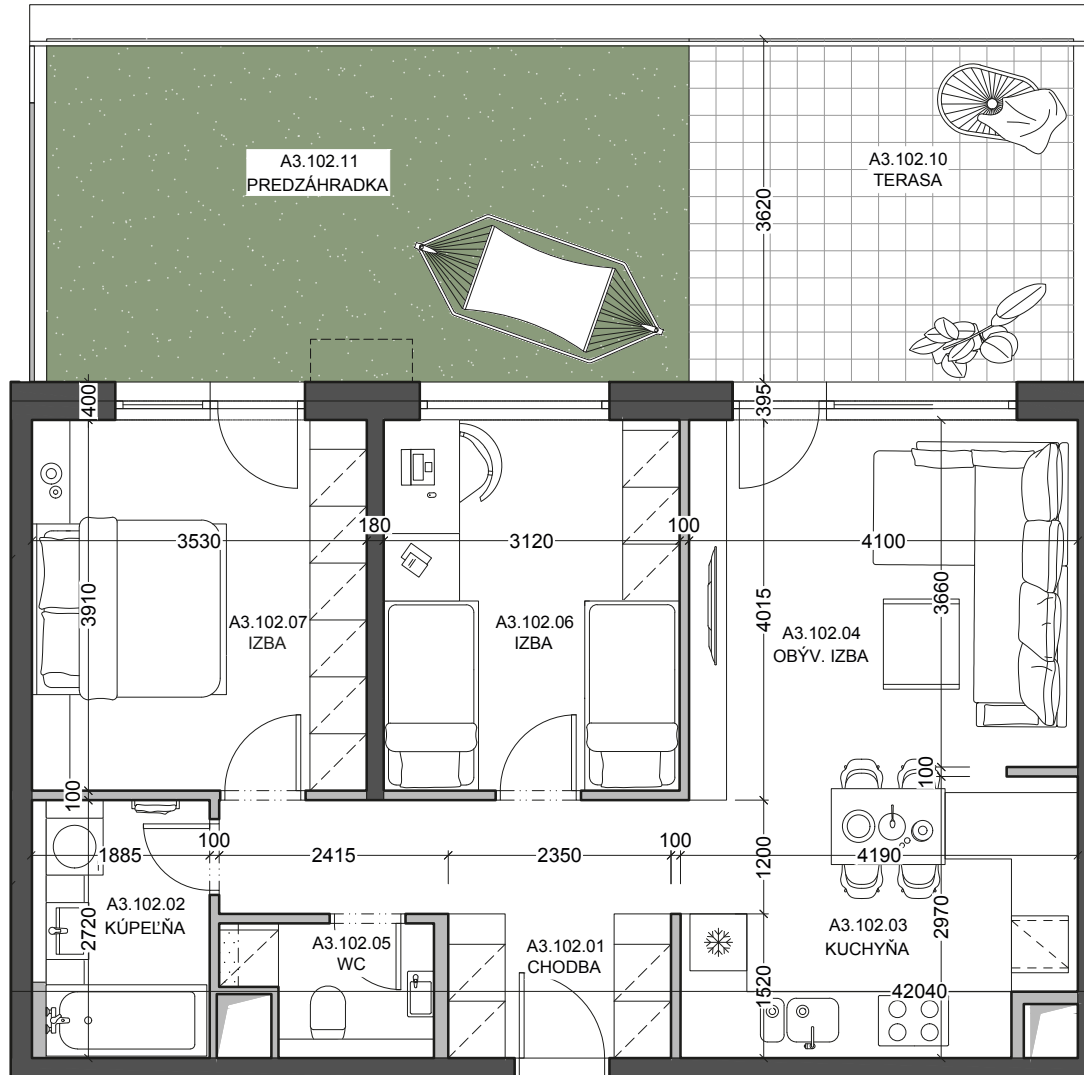 A3.102.11
PREDZÁHRADKA
A3.102.10
TERASA
3620
400
395
3530
180
3120
100
4100
3910
4015
3660
A3.102.07
IZBA
A3.102.06
IZBA
A3.102.04
OBÝV. IZBA
100
100
1885
100
2415
2350
100
1200
4190
A3.102.02
KÚPEĽŇA
2720
A3.102.05
WC
A3.102.01
CHODBA
1520
A3.102.03
KUCHYŇA
2970
42040